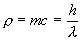 ρ = mc = h/λ